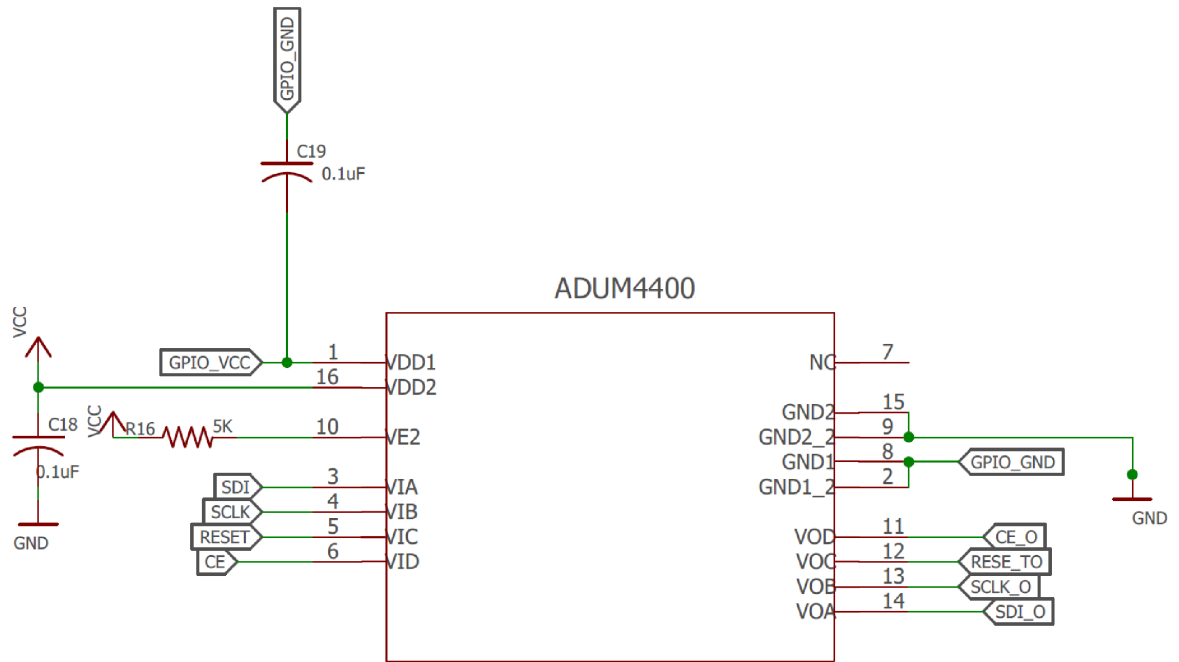 GPIO_GND
C19
0.1uF
ADUM4400
VCC
GPIO_VCC
1
VDD1
16
VDD2
C18
0.1uF
GND
VCC
R16
5K
10
VE2
SDI
3
VIA
SCLK
4
VIB
RESET
5
VIC
CE
6
VID
NC
7
GND2
15
GND2_2
9
GND1
8
GPIO_GND
GND1_2
2
GND
VOD
11
CE_O
VOC
12
RESE_TO
VOB
13
SCLK_O
VOA
14
SDI_O